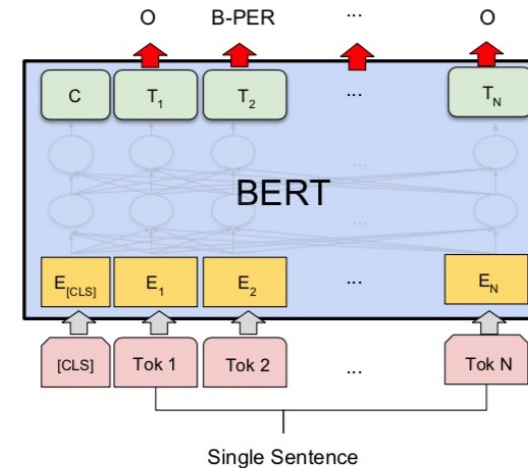 O B-PER ... O
C T1 T2 ... TN
...
BERT
...
E[CLS] E1 E2 ... EN
[CLS] Tok 1 Tok 2 ... Tok N
Single Sentence